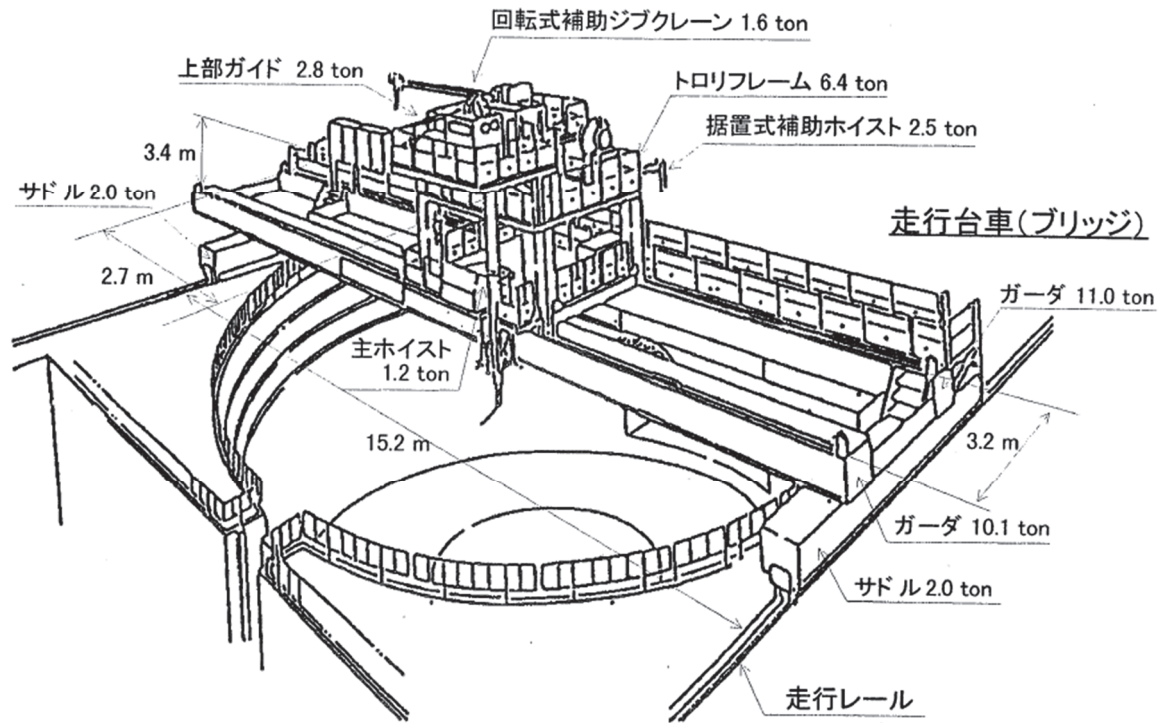 回転式補助ジブクレーン 1.6 ton
上部ガイド 2.8 ton
トロリフレーム 6.4 ton
据置式補助ホイスト 2.5 ton
3.4 m
サドル 2.0 ton
走行台車(ブリッジ)
2.7 m
ガーダ 11.0 ton
主ホイスト
1.2 ton
15.2 m
3.2 m
ガーダ 10.1 ton
サドル 2.0 ton
走行レール